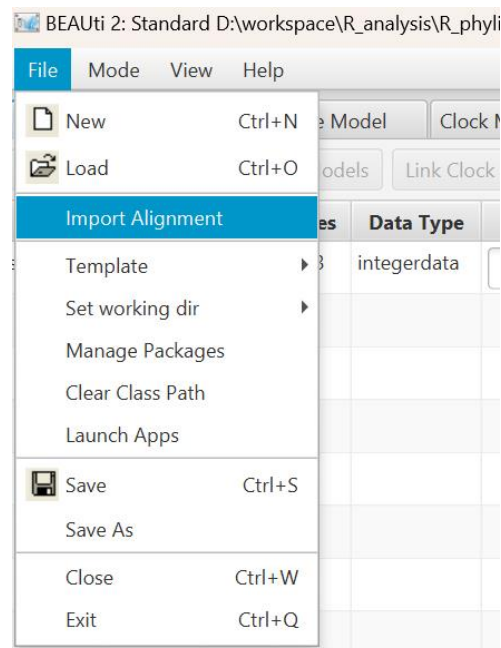 BEAUti 2: Standard D:\workspace\R_analysis\R_phyli
File Mode View Help
New Ctrl+N
Model Clock
Load Ctrl+O
Link Clock
Import Alignment
Data Type
Template
integerdata
Set working dir
Manage Packages
Clear Class Path
Launch Apps
Save Ctrl+S
Save As
Close Ctrl+W
Exit Ctrl+Q